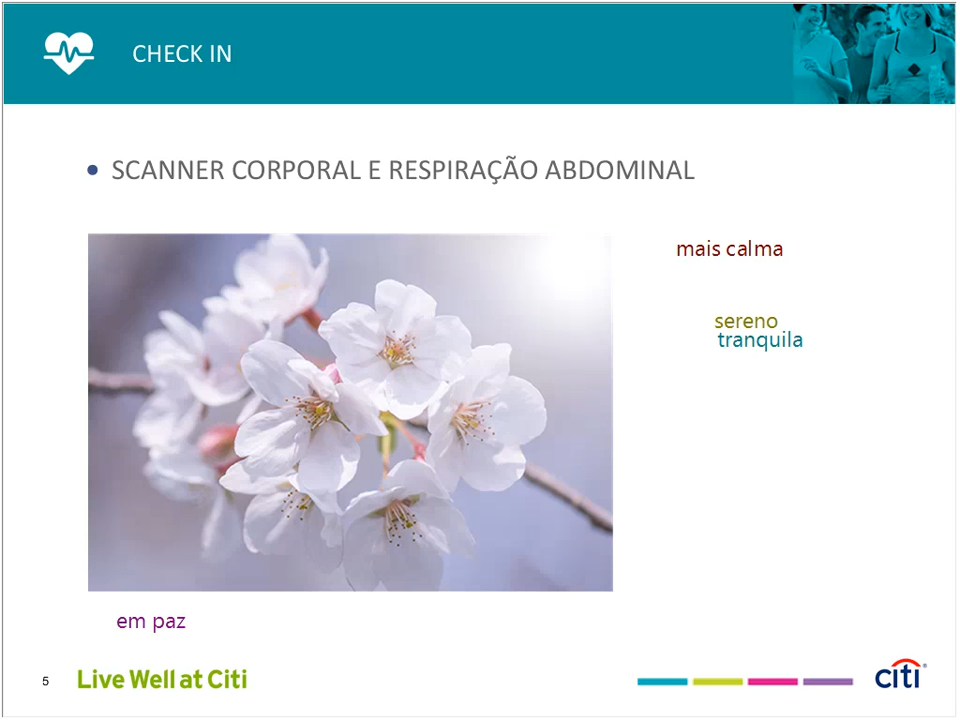 CHECK IN
• SCANNER CORPORAL E RESPIRAÇÃO ABDOMINAL
mais calma
sereno
tranquila
em paz
5
Live Well at Citi
citi®